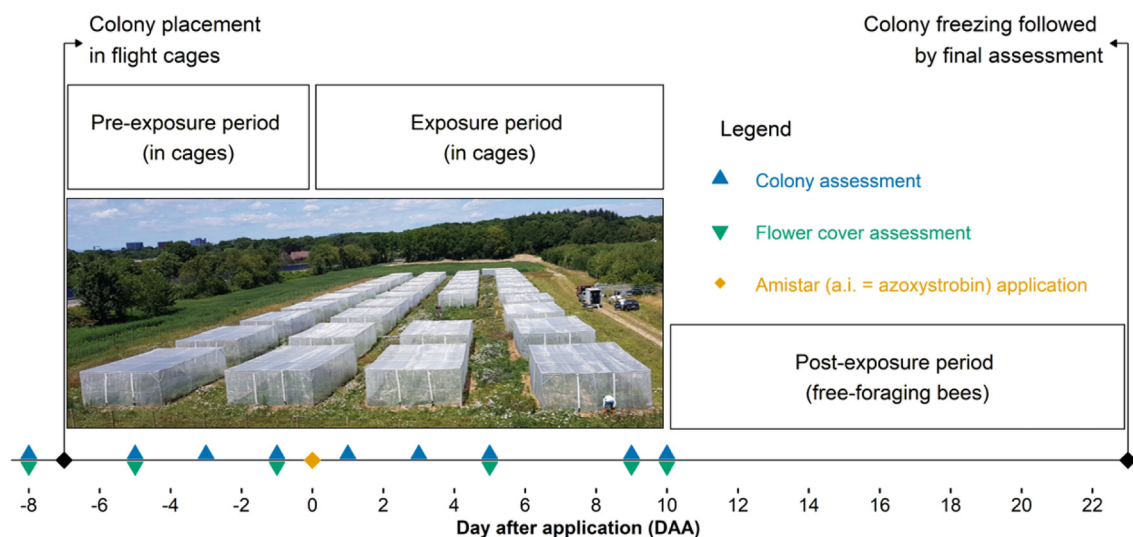 Colony placement
in flight cages
Colony freezing followed
by final assessment
Pre-exposure period
(in cages)
Exposure period
(in cages)
Legend
Colony assessment
Flower cover assessment
Amistar (a.i. = azoxystrobin) application
Post-exposure period
(free-foraging bees)
-8 -6 -4 -2 0 2 4 6 8 10 12 14 16 18 20 22
Day after application (DAA)